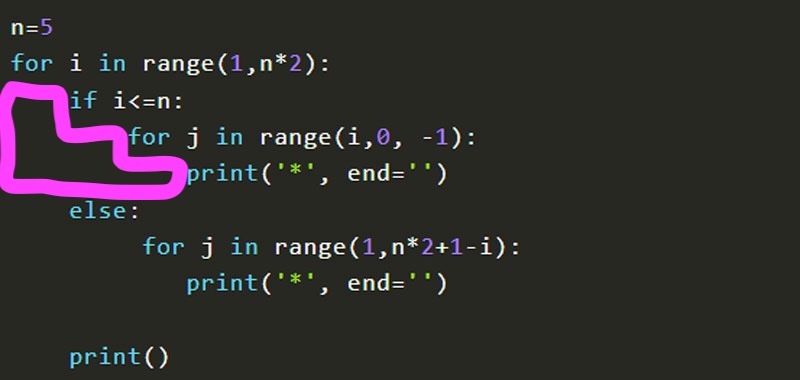 n=5
for i in range(1,n*2):
    if i<=n:
        for j in range(i,0, -1):
            print('*', end='')
    else:
         for j in range(1,n*2+1-i):
            print('*', end='')

    print()